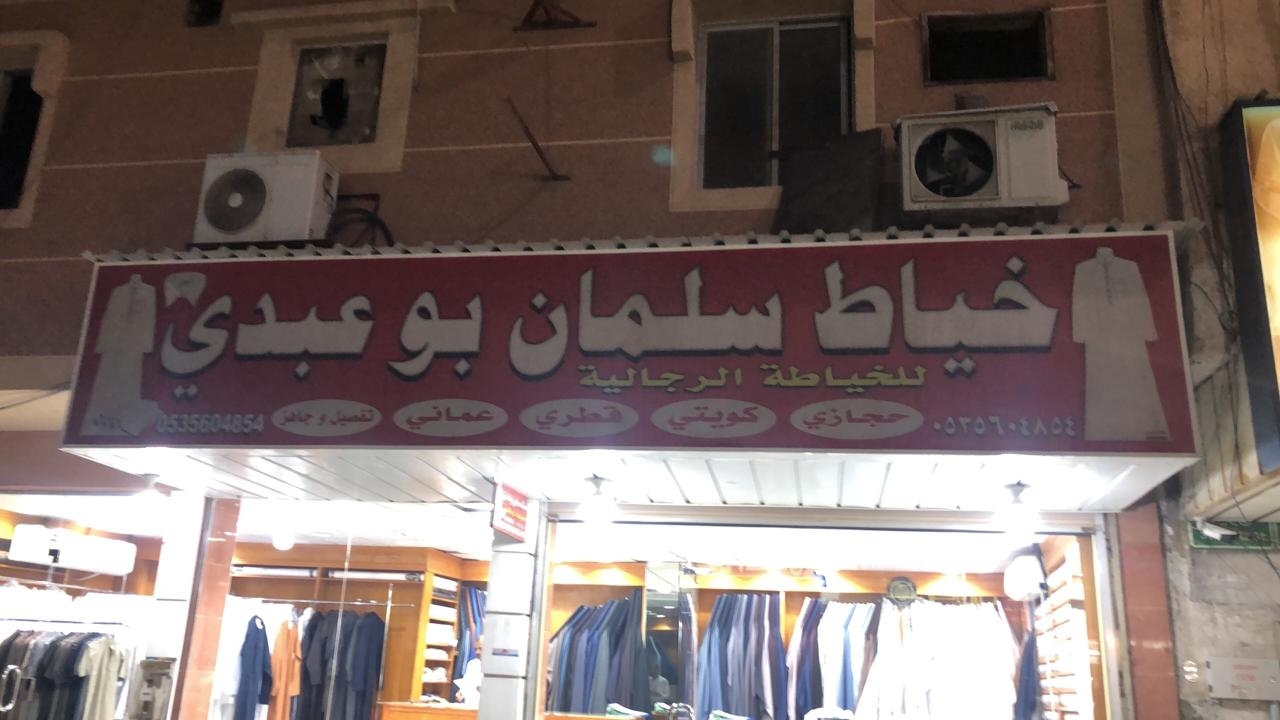 خياط سلمان بو عبدي
للخياطة الرجالية
٠٥٣٥٦٠٤٨٥٤ حجازي كويتي قطري عماني تفصيل و جاهز 0535604854